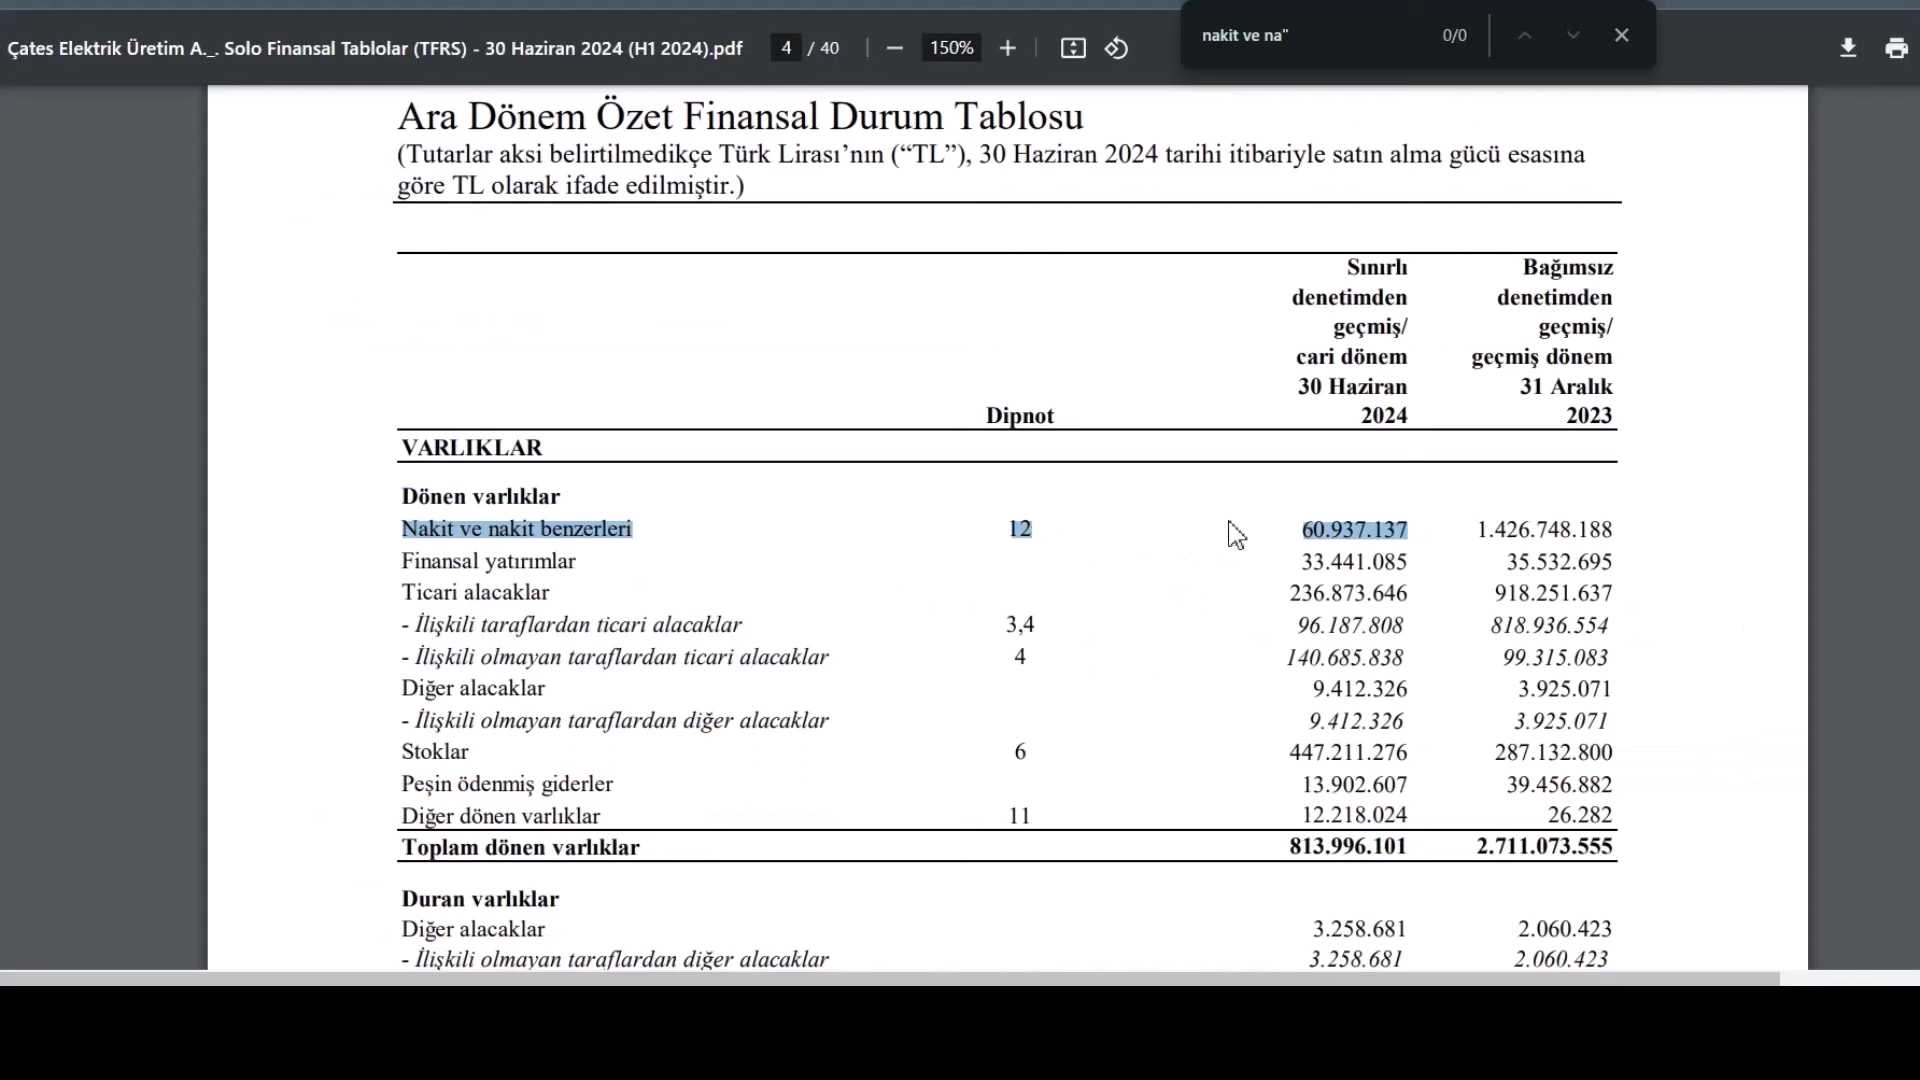 Çates Elektrik Üretim A._. Solo Finansal Tablolar (TFRS) - 30 Haziran 2024 (H1 2024).pdf 4 / 40 150% nakit ve na" 0/0
Ara Dönem Özet Finansal Durum Tablosu
(Tutarlar aksi belirtilmedikçe Türk Lirası’nın (“TL”), 30 Haziran 2024 tarihi itibariyle satın alma gücü esasına
göre TL olarak ifade edilmiştir.)
Sınırlı Bağımsız
denetimden denetimden
geçmiş/ geçmiş/
cari dönem geçmiş dönem
30 Haziran 31 Aralık
Dipnot 2024 2023
VARLIKLAR
Dönen varlıklar
Nakit ve nakit benzerleri 12 60.937.137 1.426.748.188
Finansal yatırımlar 33.441.085 35.532.695
Ticari alacaklar 236.873.646 918.251.637
- İlişkili taraflardan ticari alacaklar 3,4 96.187.808 818.936.554
- İlişkili olmayan taraflardan ticari alacaklar 4 140.685.838 99.315.083
Diğer alacaklar 9.412.326 3.925.071
- İlişkili olmayan taraflardan diğer alacaklar 9.412.326 3.925.071
Stoklar 6 447.211.276 287.132.800
Peşin ödenmiş giderler 13.902.607 39.456.882
Diğer dönen varlıklar 11 12.218.024 26.282
Toplam dönen varlıklar 813.996.101 2.711.073.555
Duran varlıklar
Diğer alacaklar 3.258.681 2.060.423
- İlişkili olmayan taraflardan diğer alacaklar 3.258.681 2.060.423